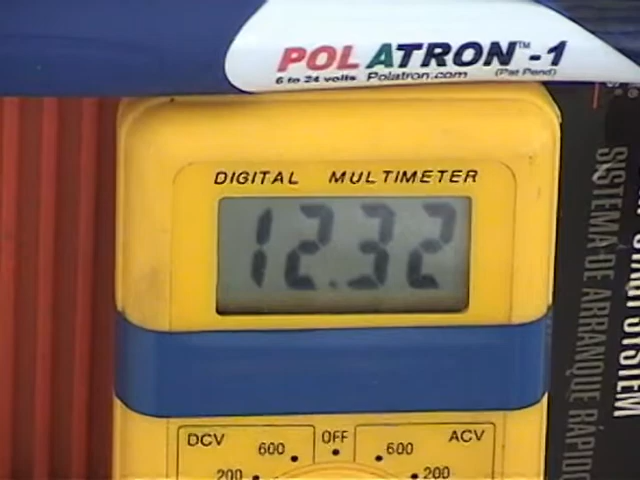 POLATRON™-1
6 to 24 volts Polatron.com (Pat Pend)
DIGITAL MULTIMETER
12.32
DCV 600 OFF 600 ACV
200 200
SISTEMA DE ARRANQUE RÁPIDO
SYSTEM